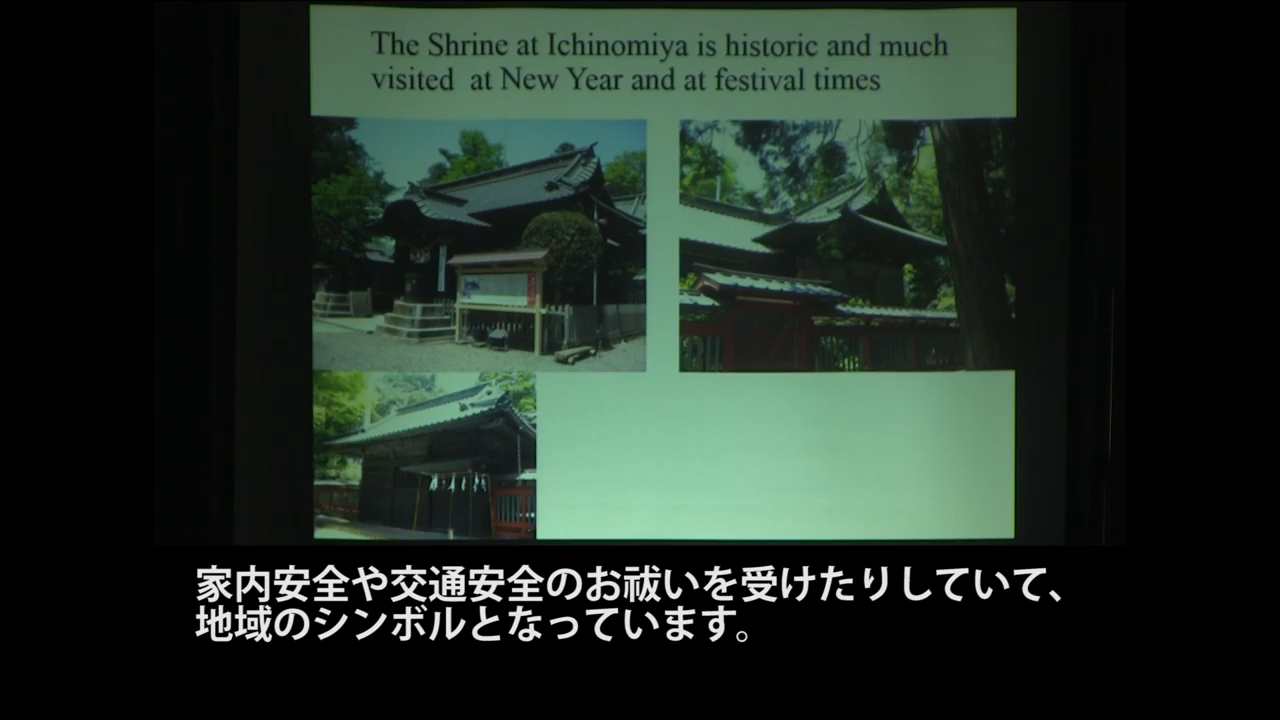 The Shrine at Ichinomiya is historic and much
visited at New Year and at festival times
家内安全や交通安全のお祓いを受けたりしていて、
地域のシンボルとなっています。